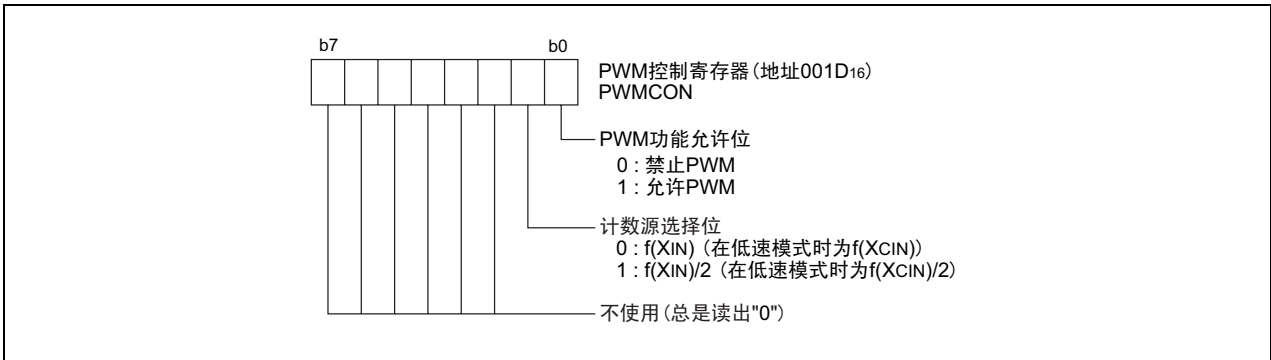 b7 b0
PWM控制寄存器(地址001D16)
PWMCON
PWM功能允许位
0 : 禁止PWM
1 : 允许PWM
计数源选择位
0 : f(XIN) (在低速模式时为f(XCIN))
1 : f(XIN)/2 (在低速模式时为f(XCIN)/2)
不使用(总是读出"0")